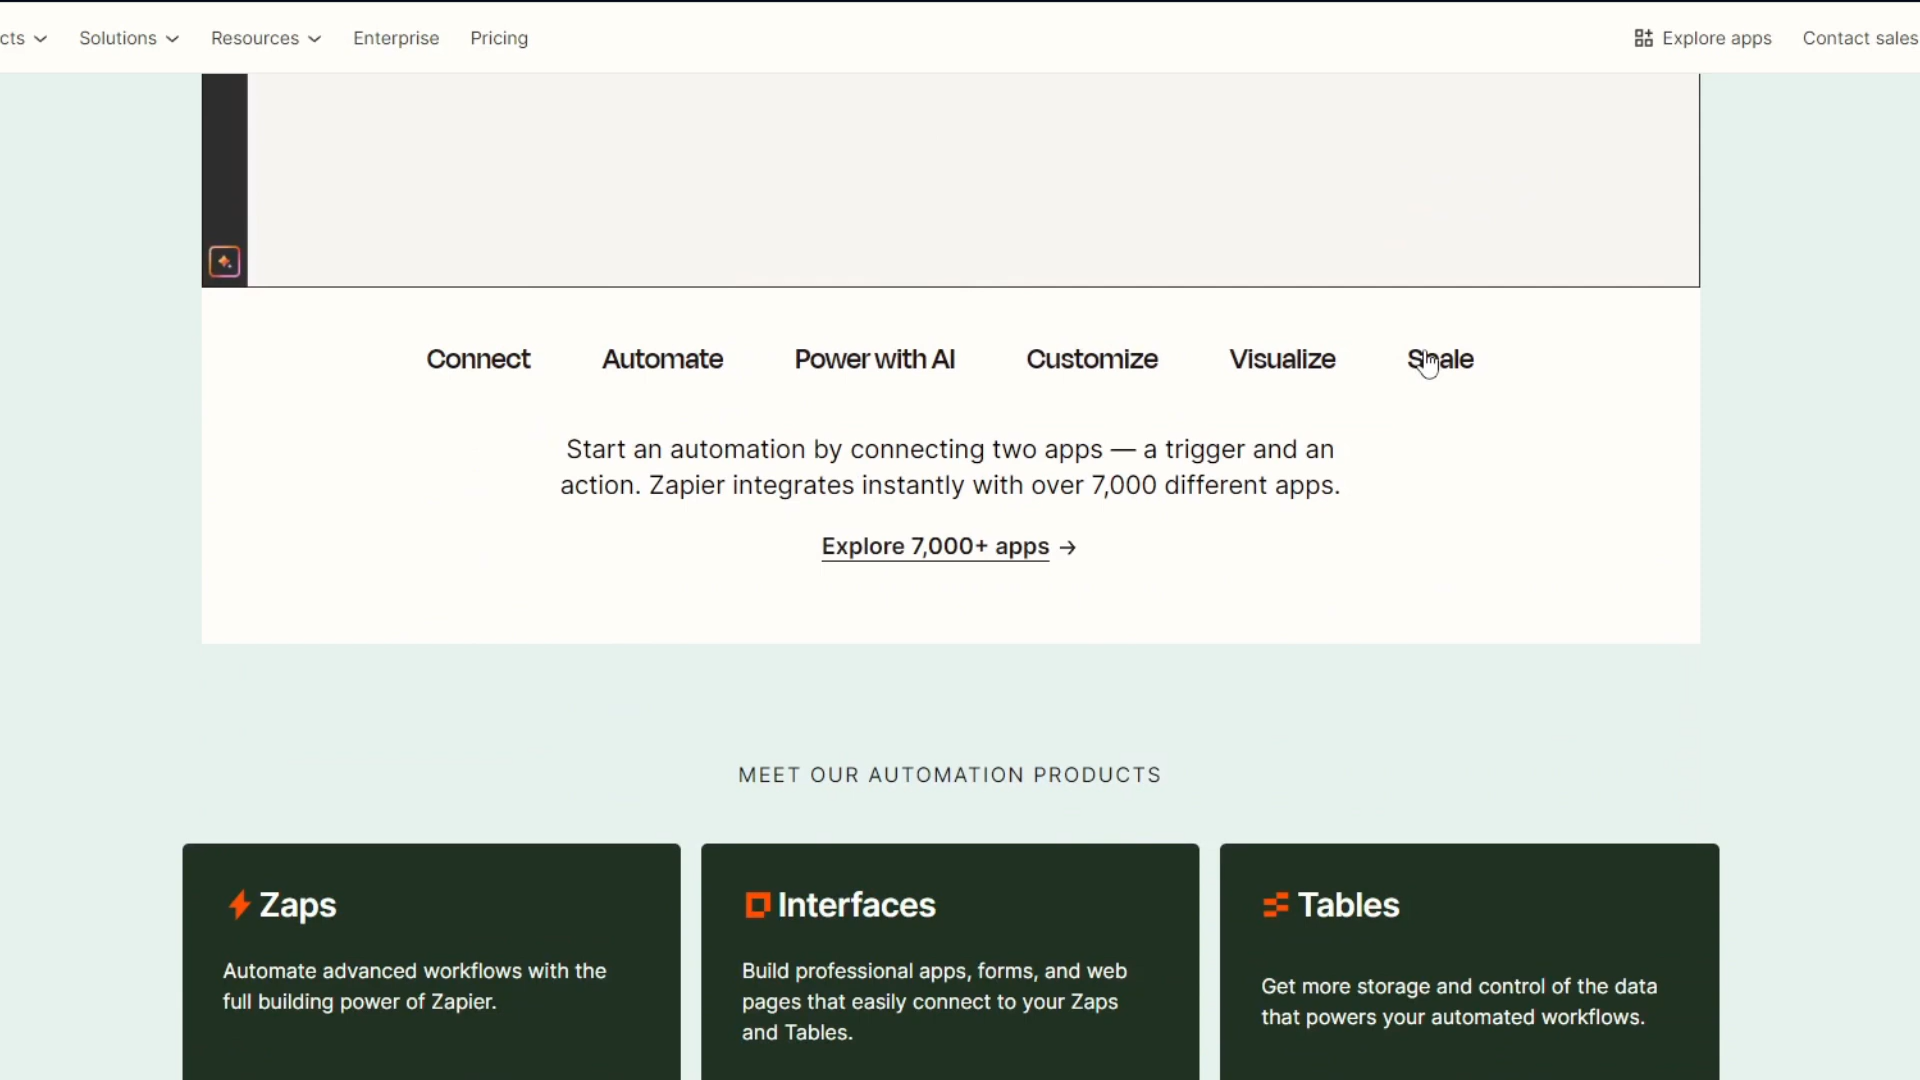 cts
Solutions
Resources
Enterprise
Pricing
Explore apps
Contact sales
Connect
Automate
Power with AI
Customize
Visualize
Scale
Start an automation by connecting two apps — a trigger and an
action. Zapier integrates instantly with over 7,000 different apps.
Explore 7,000+ apps →
MEET OUR AUTOMATION PRODUCTS
Zaps
Automate advanced workflows with the
full building power of Zapier.
Interfaces
Build professional apps, forms, and web
pages that easily connect to your Zaps
and Tables.
Tables
Get more storage and control of the data
that powers your automated workflows.